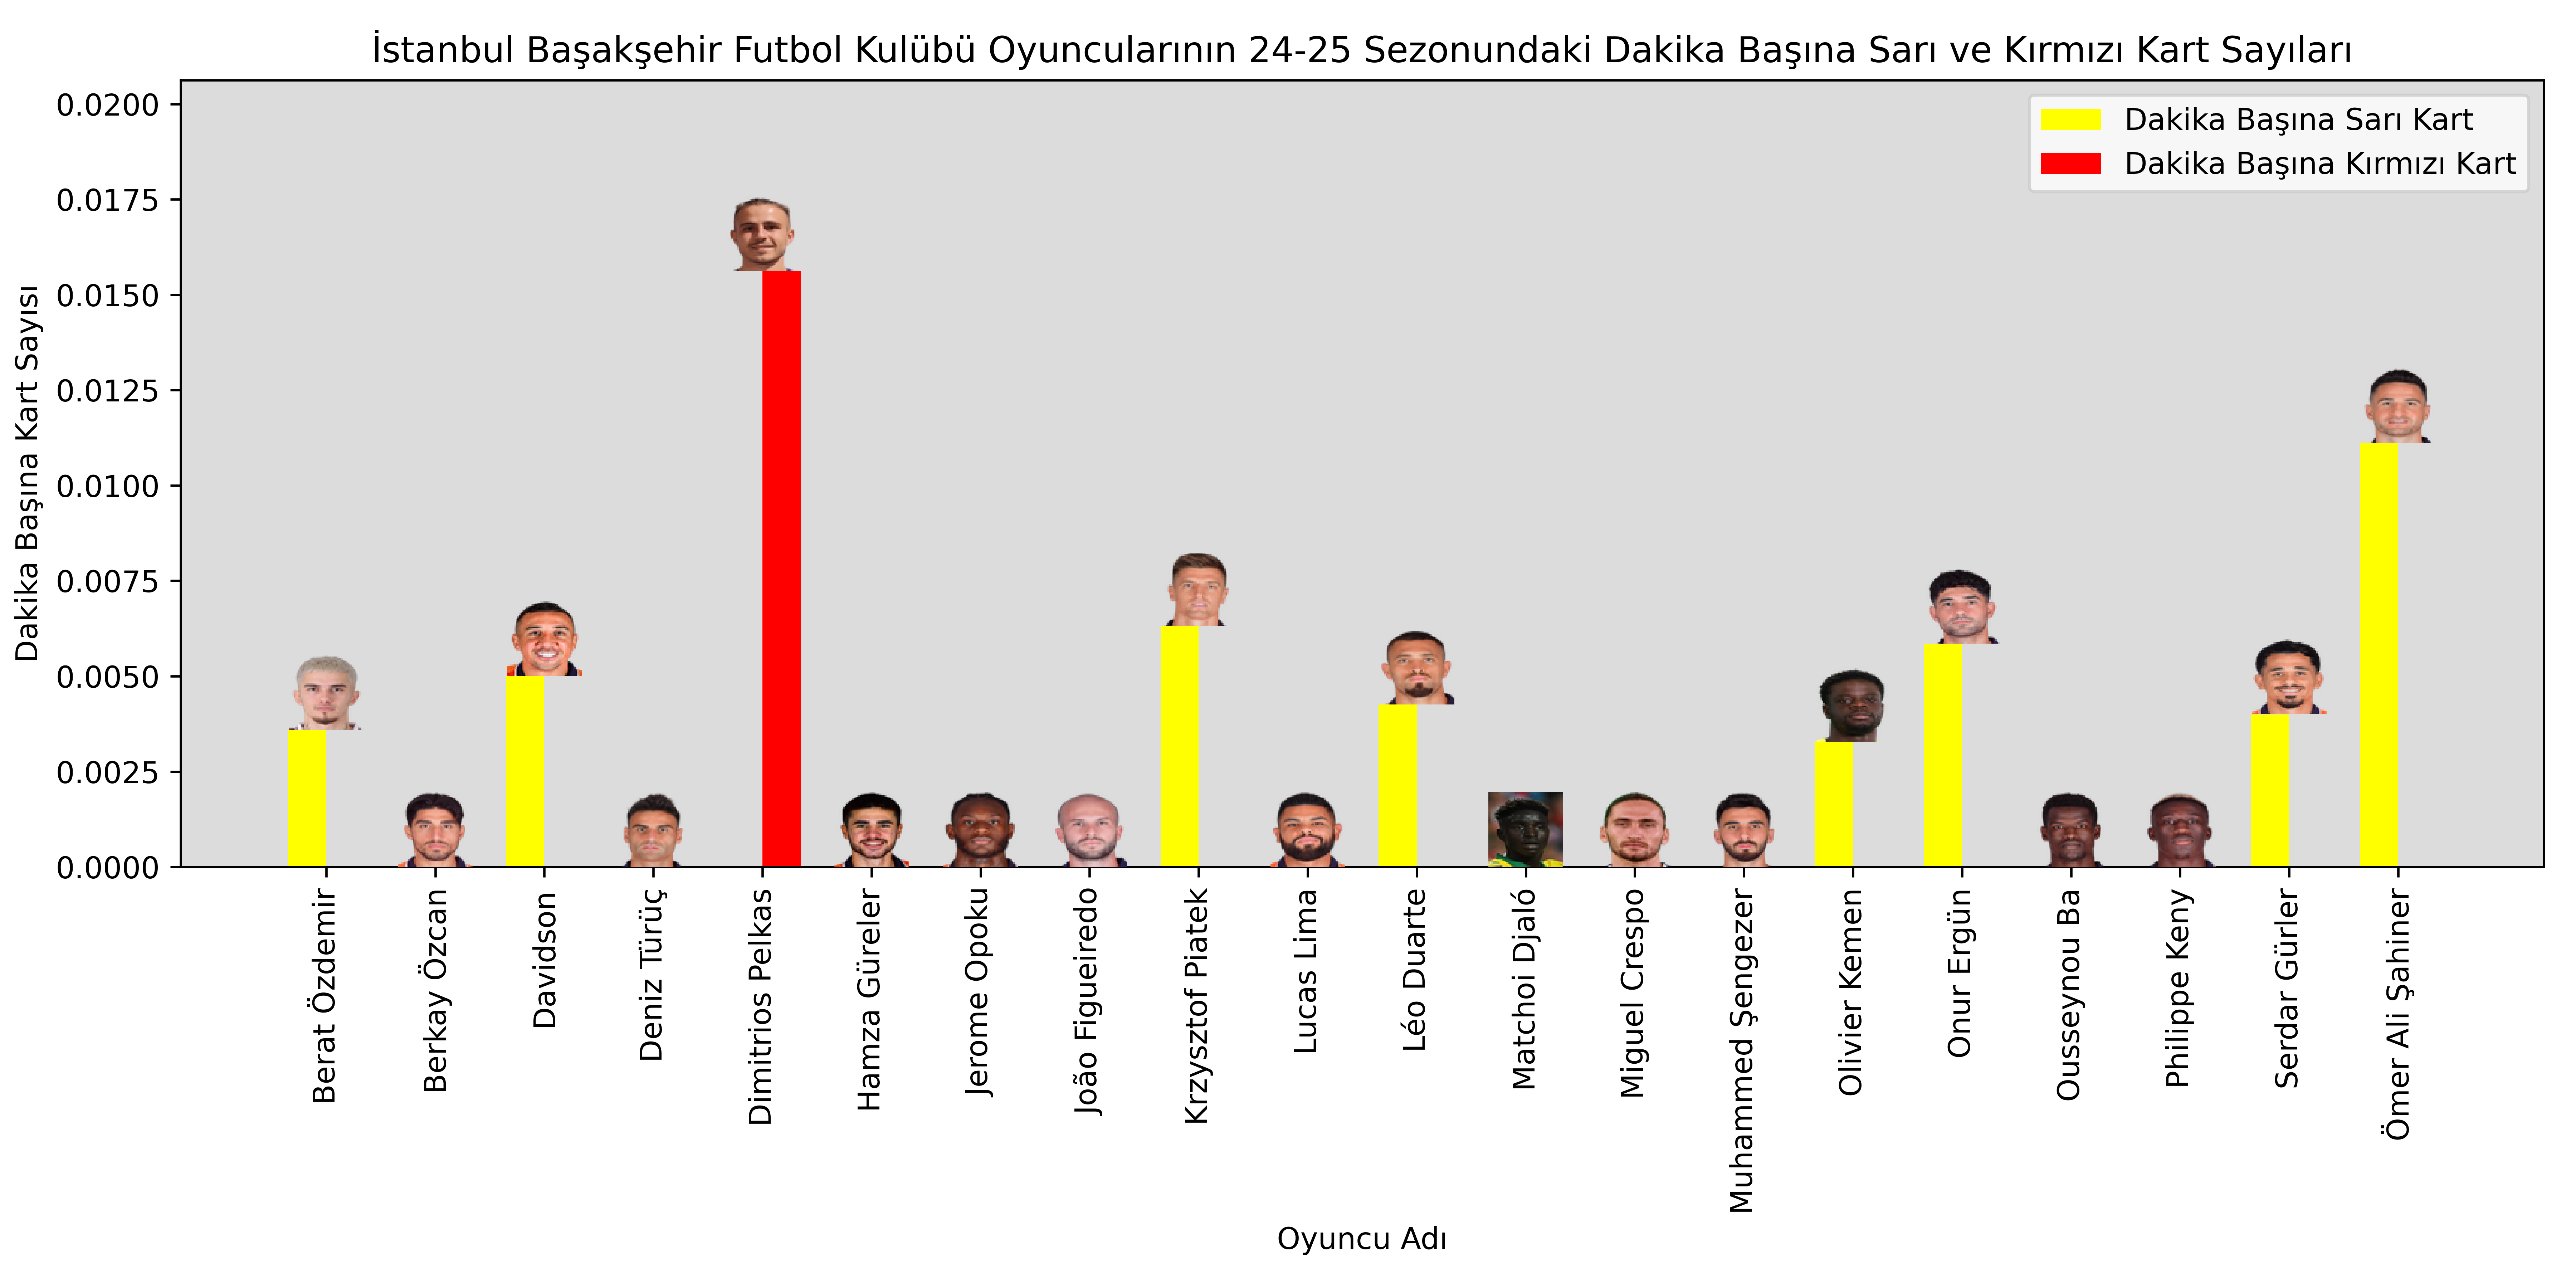 İstanbul Başakşehir Futbol Kulübü Oyuncularının 24-25 Sezonundaki Dakika Başına Sarı ve Kırmızı Kart Sayıları
Dakika Başına Sarı Kart
Dakika Başına Kırmızı Kart
Dakika Başına Kart Sayısı
0.0200
0.0175
0.0150
0.0125
0.0100
0.0075
0.0050
0.0025
0.0000
Berat Özdemir
Berkay Özcan
Davidson
Deniz Türüç
Dimitrios Pelkas
Hamza Güreler
Jerome Opoku
João Figueiredo
Krzysztof Piatek
Lucas Lima
Léo Duarte
Matchoi Djaló
Miguel Crespo
Muhammed Şengezer
Olivier Kemen
Onur Ergün
Ousseynou Ba
Philippe Keny
Serdar Gürler
Ömer Ali Şahiner
Oyuncu Adı